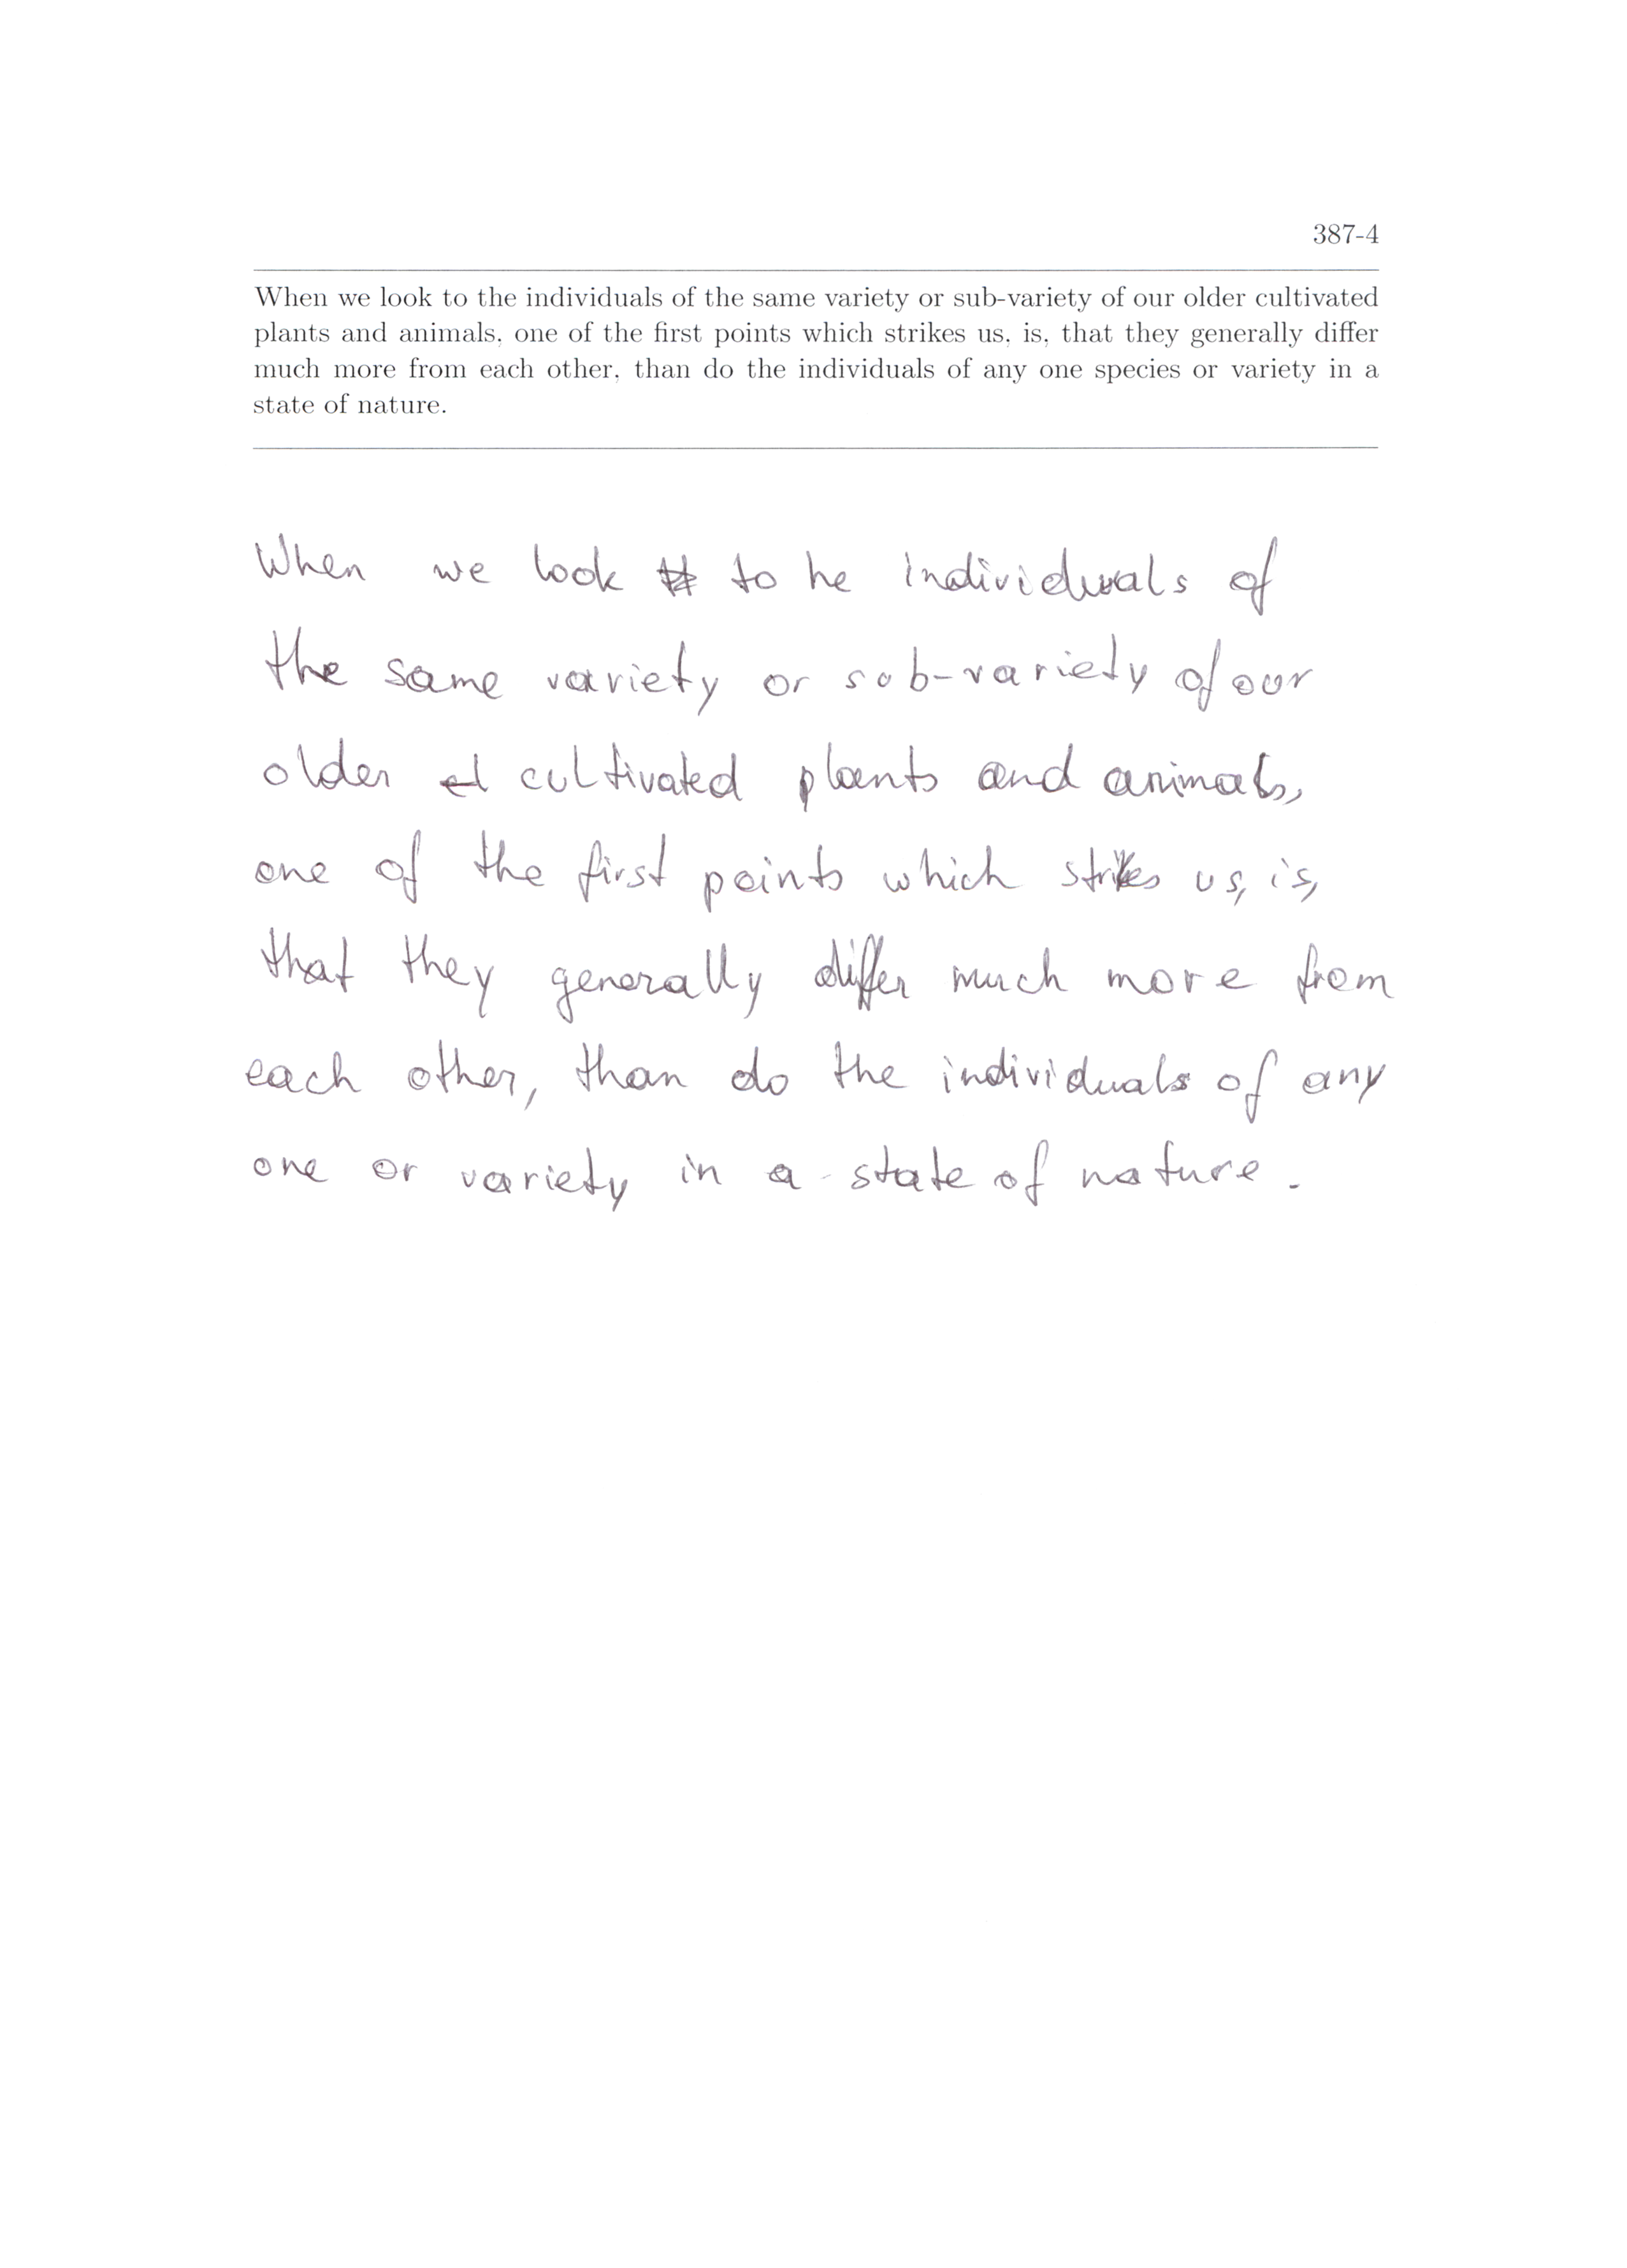 387-4
When we look to the individuals of the same variety or sub-variety of our older cultivated
plants and animals, one of the first points which strikes us, is, that they generally differ
much more from each other, than do the individuals of any one species or variety in a
state of nature.
When we look to he individuals of
the same variety or sub-variety of our
older cultivated plants and animals,
one of the first points which strikes us, is,
that they generally differ much more from
each other, than do the individuals of any
one or variety in a state of nature.